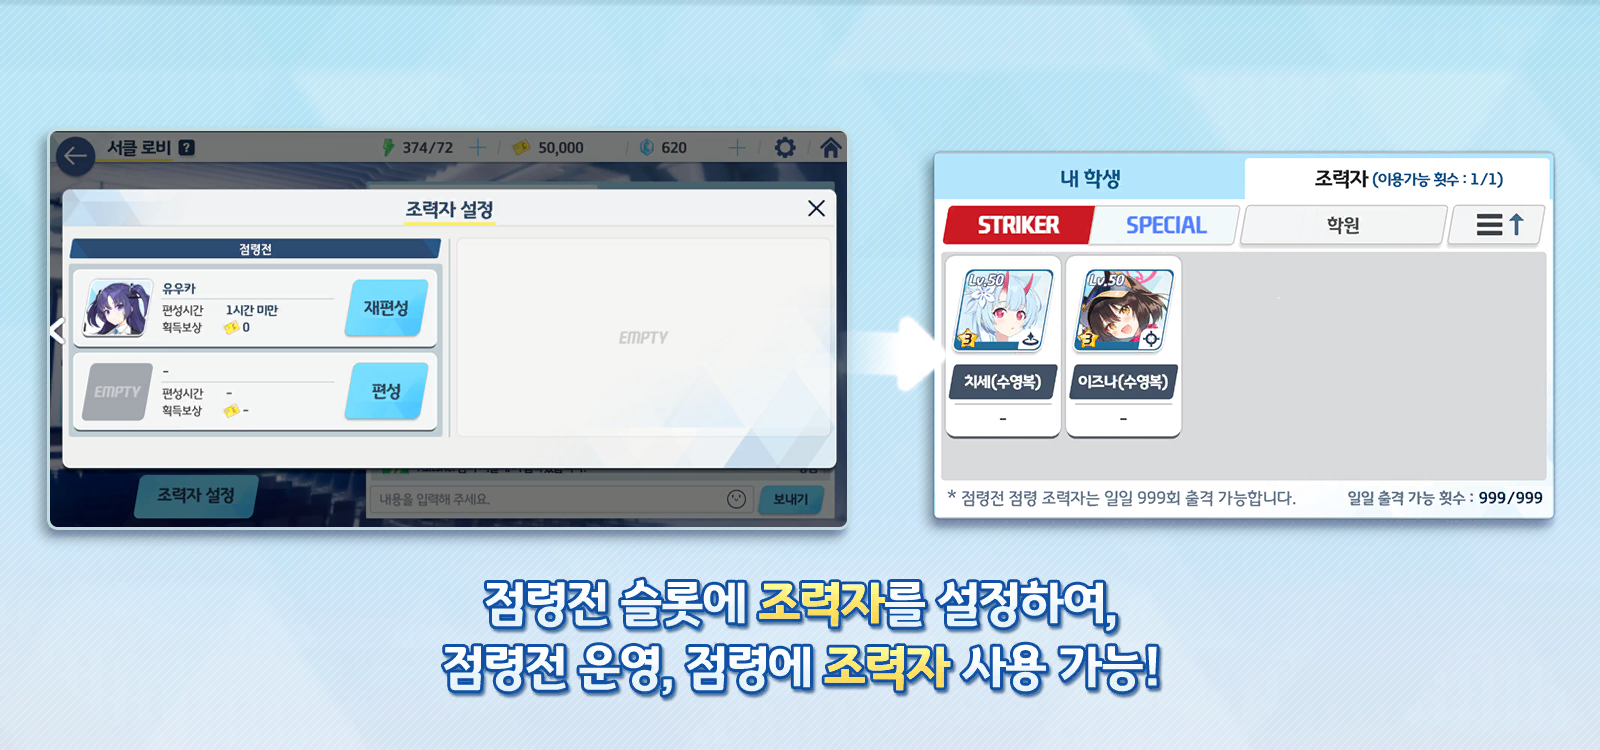 서클 로비 ?
374/72
50,000
620
조력자 설정
점령전
유우카
편성시간 1시간 미만
획득보상 0
재편성
EMPTY
-
편성시간 -
획득보상 -
편성
EMPTY
조력자 설정
내용을 입력해 주세요.
보내기
내 학생
조력자 (이용가능 횟수 : 1/1)
STRIKER
SPECIAL
학원
Lv.50
3
치세(수영복)
-
Lv.50
3
이즈나(수영복)
-
* 점령전 점령 조력자는 일일 999회 출격 가능합니다.
일일 출격 가능 횟수 : 999/999
점령전 슬롯에 조력자를 설정하여,
점령전 운영, 점령에 조력자 사용 가능!